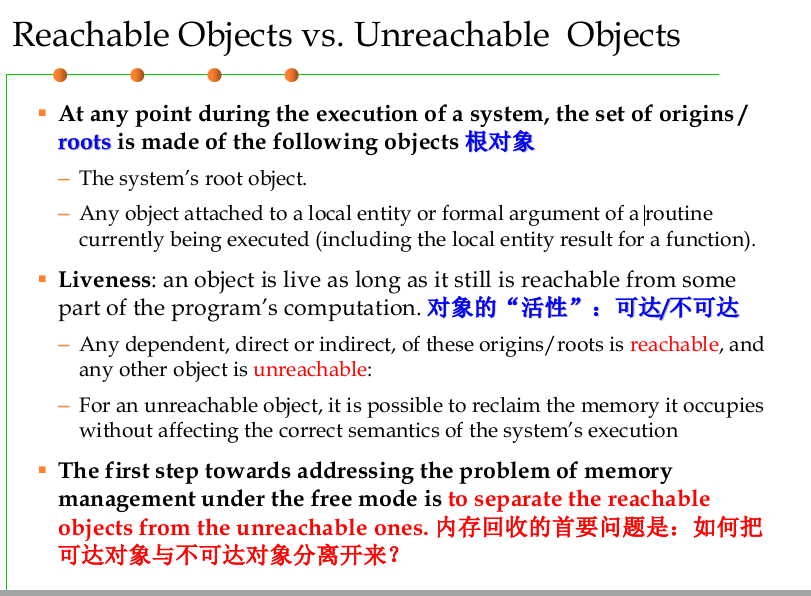 Reachable Objects vs. Unreachable Objects
▪ At any point during the execution of a system, the set of origins/
roots is made of the following objects 根对象
– The system's root object.
– Any object attached to a local entity or formal argument of a routine
currently being executed (including the local entity result for a function).
▪ Liveness: an object is live as long as it still is reachable from some
part of the program's computation. 对象的“活性”：可达/不可达
– Any dependent, direct or indirect, of these origins/roots is reachable, and
any other object is unreachable:
– For an unreachable object, it is possible to reclaim the memory it occupies
without affecting the correct semantics of the system's execution
▪ The first step towards addressing the problem of memory
management under the free mode is to separate the reachable
objects from the unreachable ones. 内存回收的首要问题是：如何把
可达对象与不可达对象分离开来？